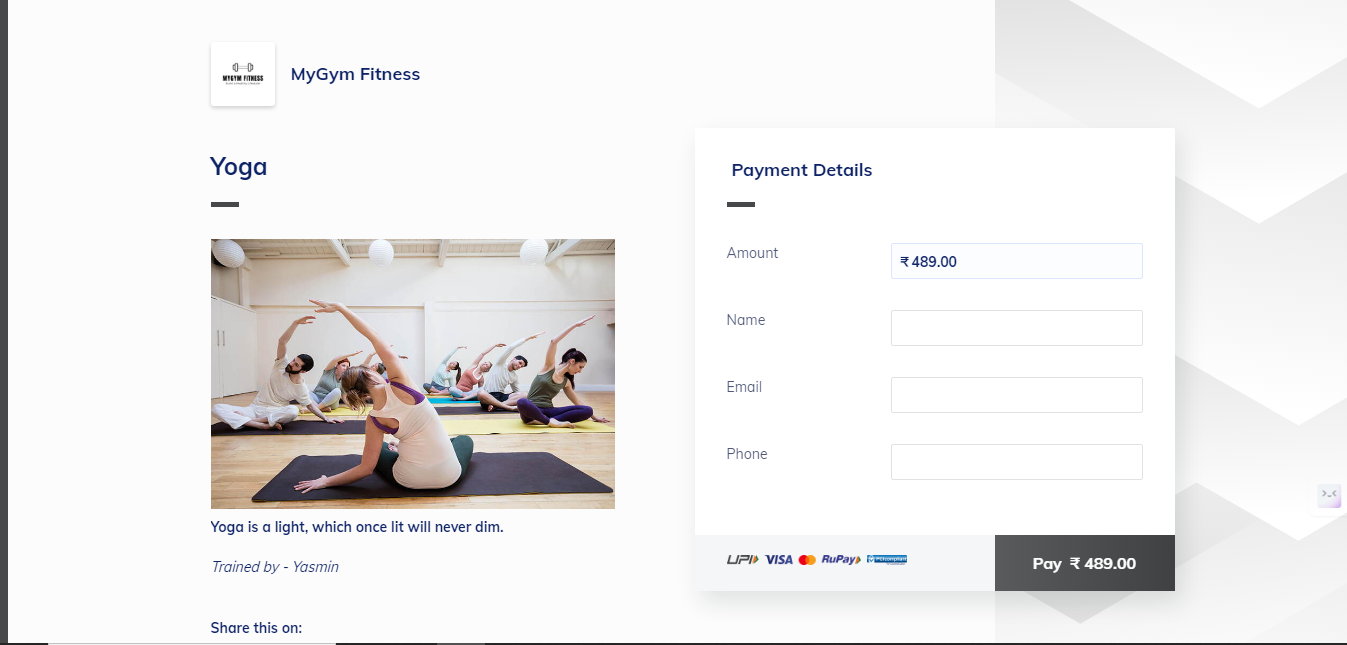 MYGYM FITNESS
MyGym Fitness
Yoga
Yoga is a light, which once lit will never dim.
Trained by - Yasmin
Share this on:
Payment Details
Amount
₹ 489.00
Name
Email
Phone
UPI VISA RuPay
Pay ₹ 489.00